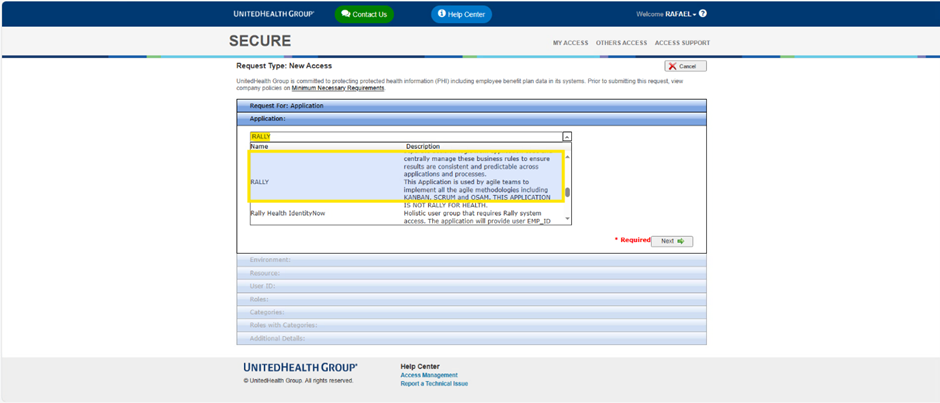 UNITEDHEALTH GROUP®
Contact Us
Help Center
Welcome RAFAEL
SECURE
MY ACCESS OTHERS ACCESS ACCESS SUPPORT
Request Type: New Access
Cancel
UnitedHealth Group is committed to protecting protected health information (PHI) including employee benefit plan data in its systems. Prior to submitting this request, view
company policies on Minimum Necessary Requirements.
Request For: Application
Application:
RALLY
Name Description
centrally manage these business rules to ensure
results are consistent and predictable across
applications and processes.
RALLY This Application is used by agile teams to
implement all the agile methodologies including
KANBAN, SCRUM and OSAM. THIS APPLICATION
IS NOT RALLY FOR HEALTH.
Rally Health IdentityNow Holistic user group that requires Rally system
access. The application will provide user EMP_ID
* Required Next
Environment:
Resource:
User ID:
Roles:
Categories:
Roles with Categories:
Additional Details:
UNITEDHEALTH GROUP®
© UnitedHealth Group. All rights reserved.
Help Center
Access Management
Report a Technical Issue